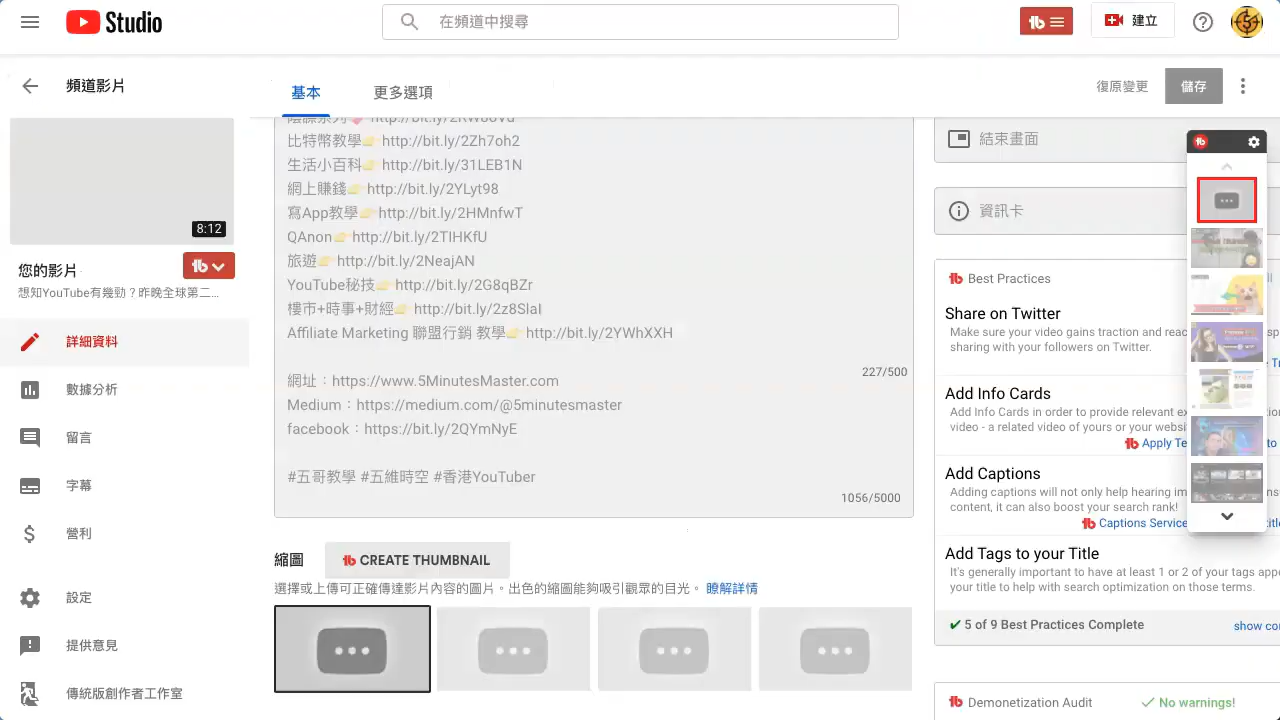 Studio
在頻道中搜尋
建立
頻道影片
基本
更多選項
復原變更
儲存
8:12
您的影片
想知YouTube有幾勁？昨晚全球第二...
詳細資料
數據分析
留言
字幕
營利
設定
提供意見
傳統版創作者工作室
比特幣教學👉http://bit.ly/2Zh7oh2
生活小百科👉http://bit.ly/31LEB1N
網上賺錢👉http://bit.ly/2YLyt98
寫App教學👉http://bit.ly/2HMnfwT
QAnon👉http://bit.ly/2TIHKfU
旅遊👉http://bit.ly/2NeajAN
YouTube秘技👉http://bit.ly/2G8qBZr
樓市+時事+財經👉http://bit.ly/2z8SlaI
Affiliate Marketing 聯盟行銷 教學👉http://bit.ly/2YWhXXH
227/500
網址：https://www.5MinutesMaster.com
Medium：https://medium.com/@5minutesmaster
facebook：https://bit.ly/2QYmNyE
#五哥教學 #五維時空 #香港YouTuber
1056/5000
縮圖
CREATE THUMBNAIL
選擇或上傳可正確傳達影片內容的圖片。出色的縮圖能夠吸引觀眾的目光。 瞭解詳情
結束畫面
資訊卡
Best Practices
Share on Twitter
Make sure your video gains traction and
sharing with your followers on Twitter.
Add Info Cards
Add Info Cards in order to provide relevant
video - a related video of yours or your
Apply
to
Add Captions
Adding captions will not only help hearing
content, it can also boost your search rank!
Captions
Add Tags to your Title
It's generally important to have at least 1 or 2 of your tags
your title to help with search optimization on those terms.
5 of 9 Best Practices Complete
show
Demonetization Audit
No warnings!